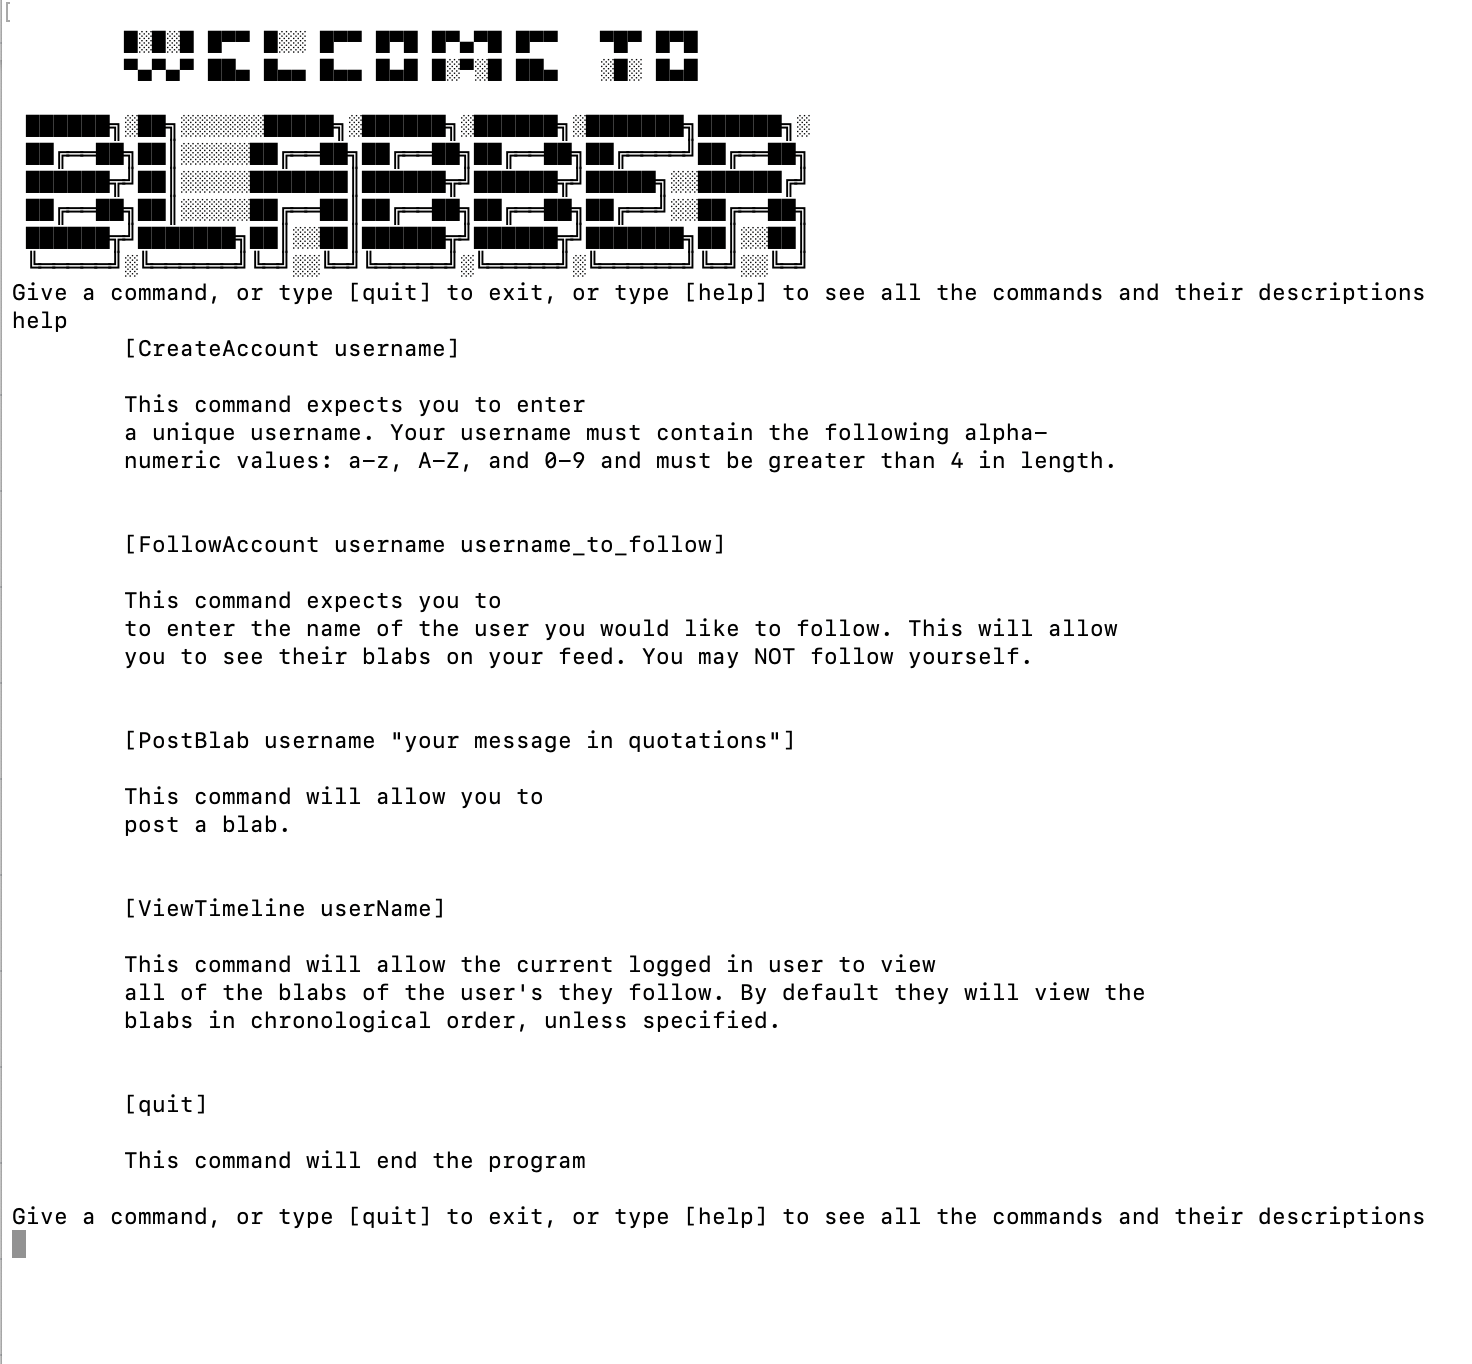 WELCOME TO
BLABBER
Give a command, or type [quit] to exit, or type [help] to see all the commands and their descriptions
help
[CreateAccount username]
This command expects you to enter
a unique username. Your username must contain the following alpha-
numeric values: a-z, A-Z, and 0-9 and must be greater than 4 in length.
[FollowAccount username username_to_follow]
This command expects you to
to enter the name of the user you would like to follow. This will allow
you to see their blabs on your feed. You may NOT follow yourself.
[PostBlab username "your message in quotations"]
This command will allow you to
post a blab.
[ViewTimeline userName]
This command will allow the current logged in user to view
all of the blabs of the user's they follow. By default they will view the
blabs in chronological order, unless specified.
[quit]
This command will end the program
Give a command, or type [quit] to exit, or type [help] to see all the commands and their descriptions